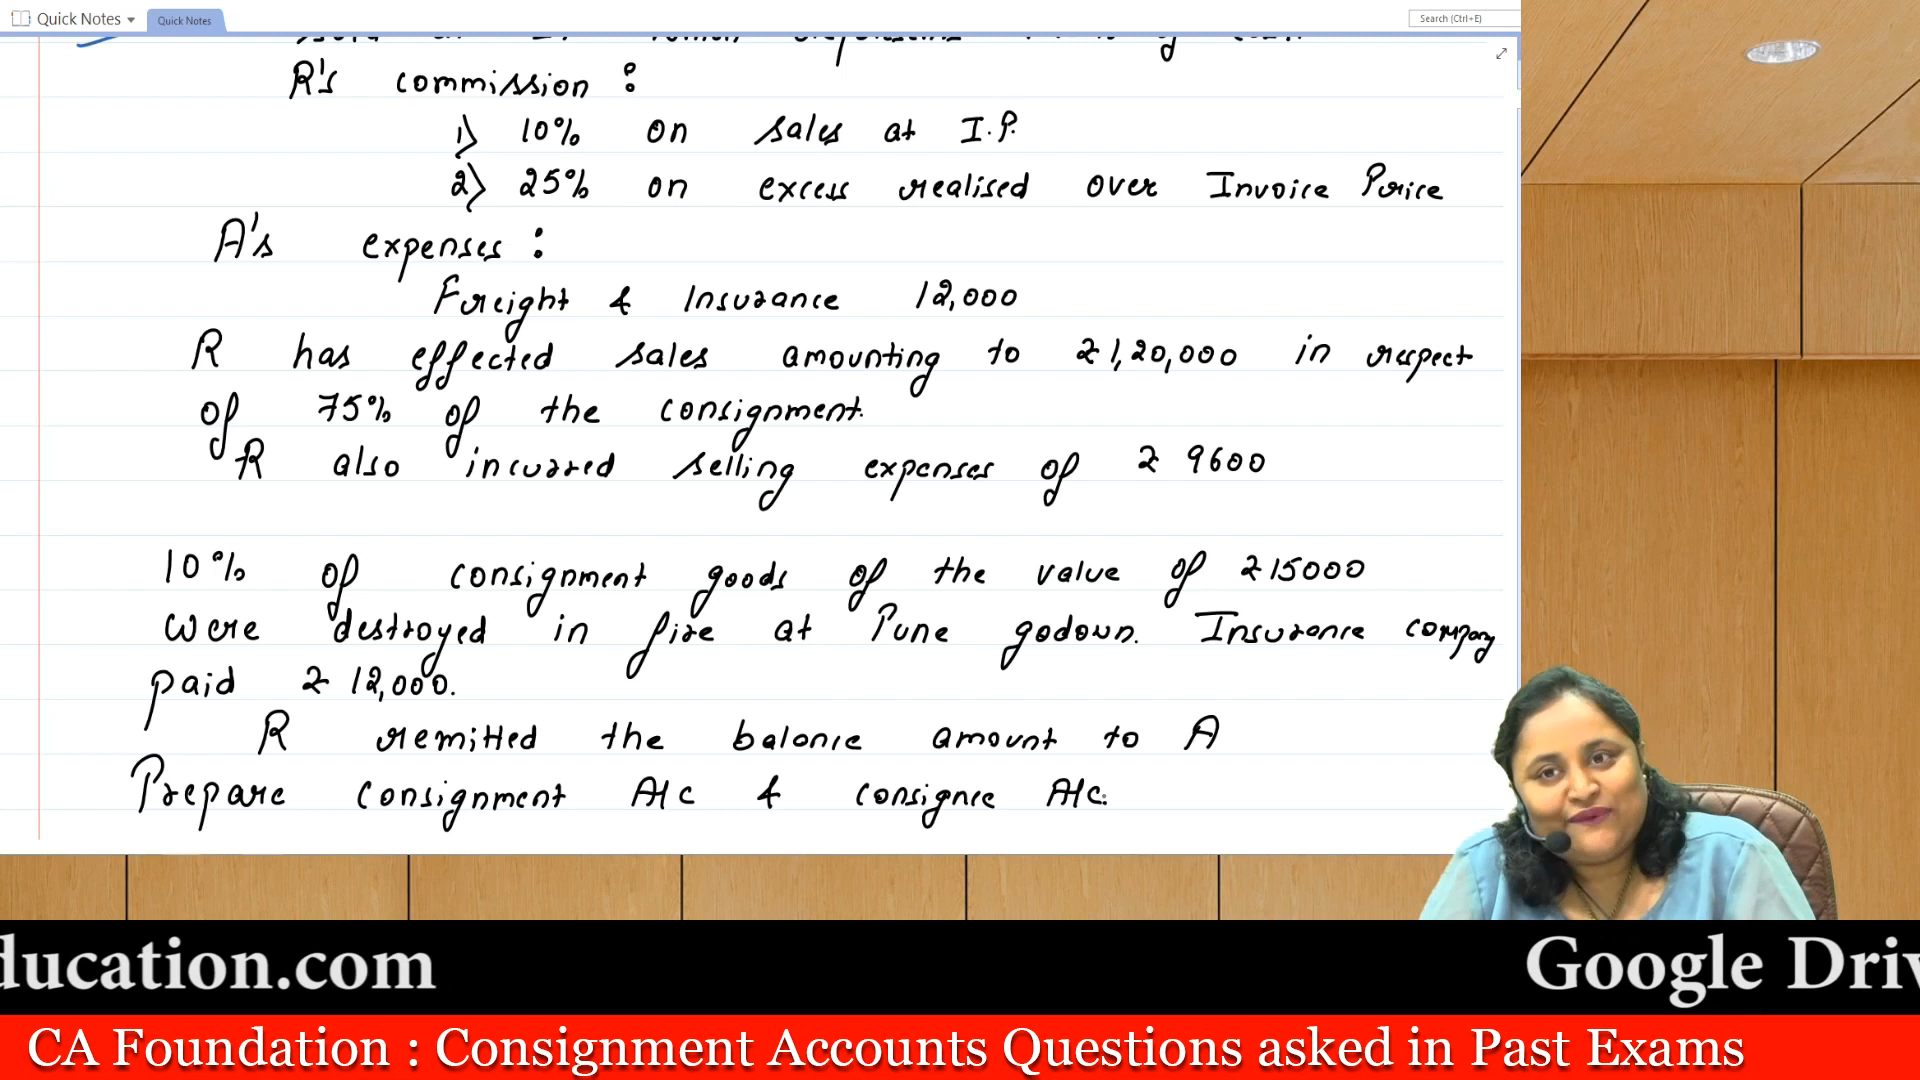 Quick Notes
Quick Notes
Search (Ctrl+E)
R's commission :
1) 10% on sales at I.P.
2) 25% on excess realised over Invoice Price
A's expenses :
Freight & Insurance 12,000
R has effected sales amounting to ₹1,20,000 in respect
of 75% of the consignment.
R also incurred selling expenses of ₹ 9600
10% of consignment goods of the value of ₹15000
were destroyed in fire at Pune godown. Insurance company
paid ₹ 12,000.
R remitted the balance amount to A
Prepare consignment A/c & consignee A/c.
ducation.com
Google Driv
CA Foundation : Consignment Accounts Questions asked in Past Exams